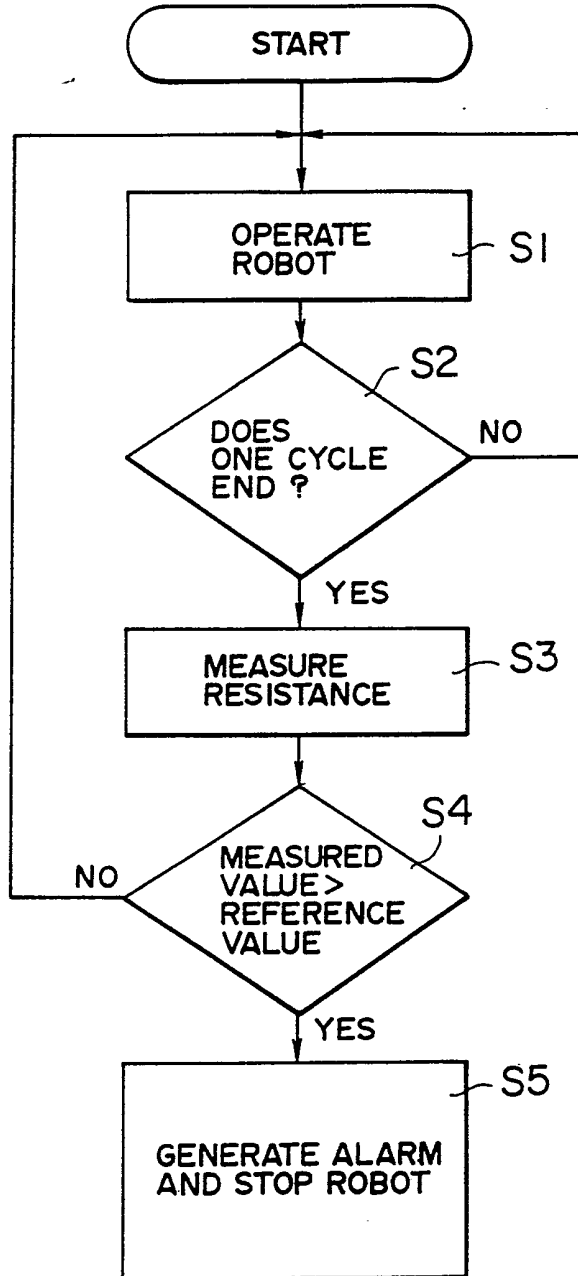 START
OPERATE
ROBOT
S1
S2
DOES
ONE CYCLE
END ?
NO
YES
MEASURE
RESISTANCE
S3
S4
MEASURED
VALUE>
REFERENCE
VALUE
NO
YES
S5
GENERATE ALARM
AND STOP ROBOT